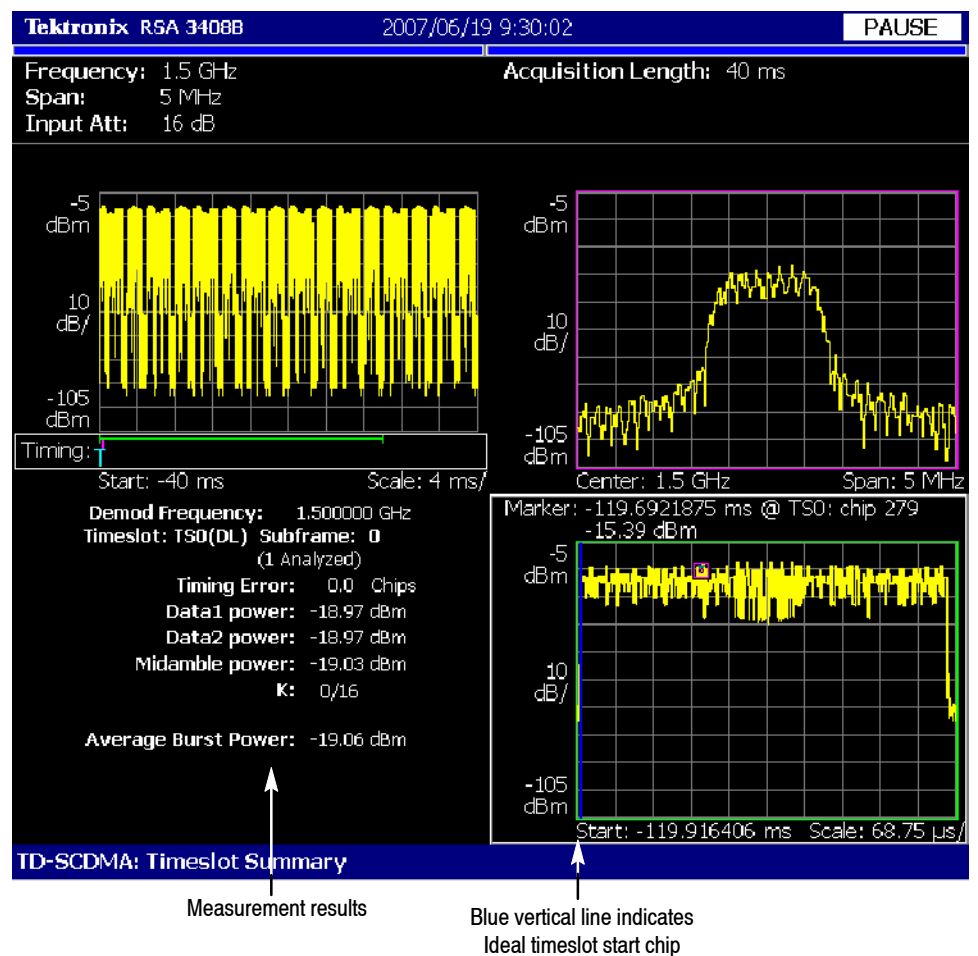 Tektronix RSA 3408B 2007/06/19 9:30:02 PAUSE
Frequency: 1.5 GHz Acquisition Length: 40 ms
Span: 5 MHz
Input Att: 16 dB
-5
dBm
10
dB/
-105
dBm
Timing:
Start: -40 ms Scale: 4 ms/
-5
dBm
10
dB/
-105
dBm
Center: 1.5 GHz Span: 5 MHz
Demod Frequency: 1.500000 GHz
Timeslot: TS0(DL) Subframe: 0
(1 Analyzed)
Timing Error: 0.0 Chips
Data1 power: -18.97 dBm
Data2 power: -18.97 dBm
Midamble power: -19.03 dBm
K: 0/16
Average Burst Power: -19.06 dBm
Marker: -119.6921875 ms @ TS0: chip 279
-15.39 dBm
-5
dBm
10
dB/
-105
dBm
Start: -119.916406 ms Scale: 68.75 µs/
TD-SCDMA: Timeslot Summary
Measurement results
Blue vertical line indicates
Ideal timeslot start chip